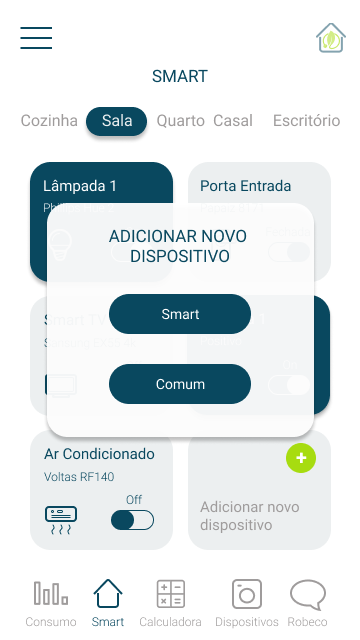 SMART
Cozinha Sala Quarto Casal Escritório
Lâmpada 1
Porta Entrada
ADICIONAR NOVO
DISPOSITIVO
Smart
Comum
Ar Condicionado
Voltas RF140
Off
Adicionar novo
dispositivo
Consumo Smart Calculadora Dispositivos Robeco